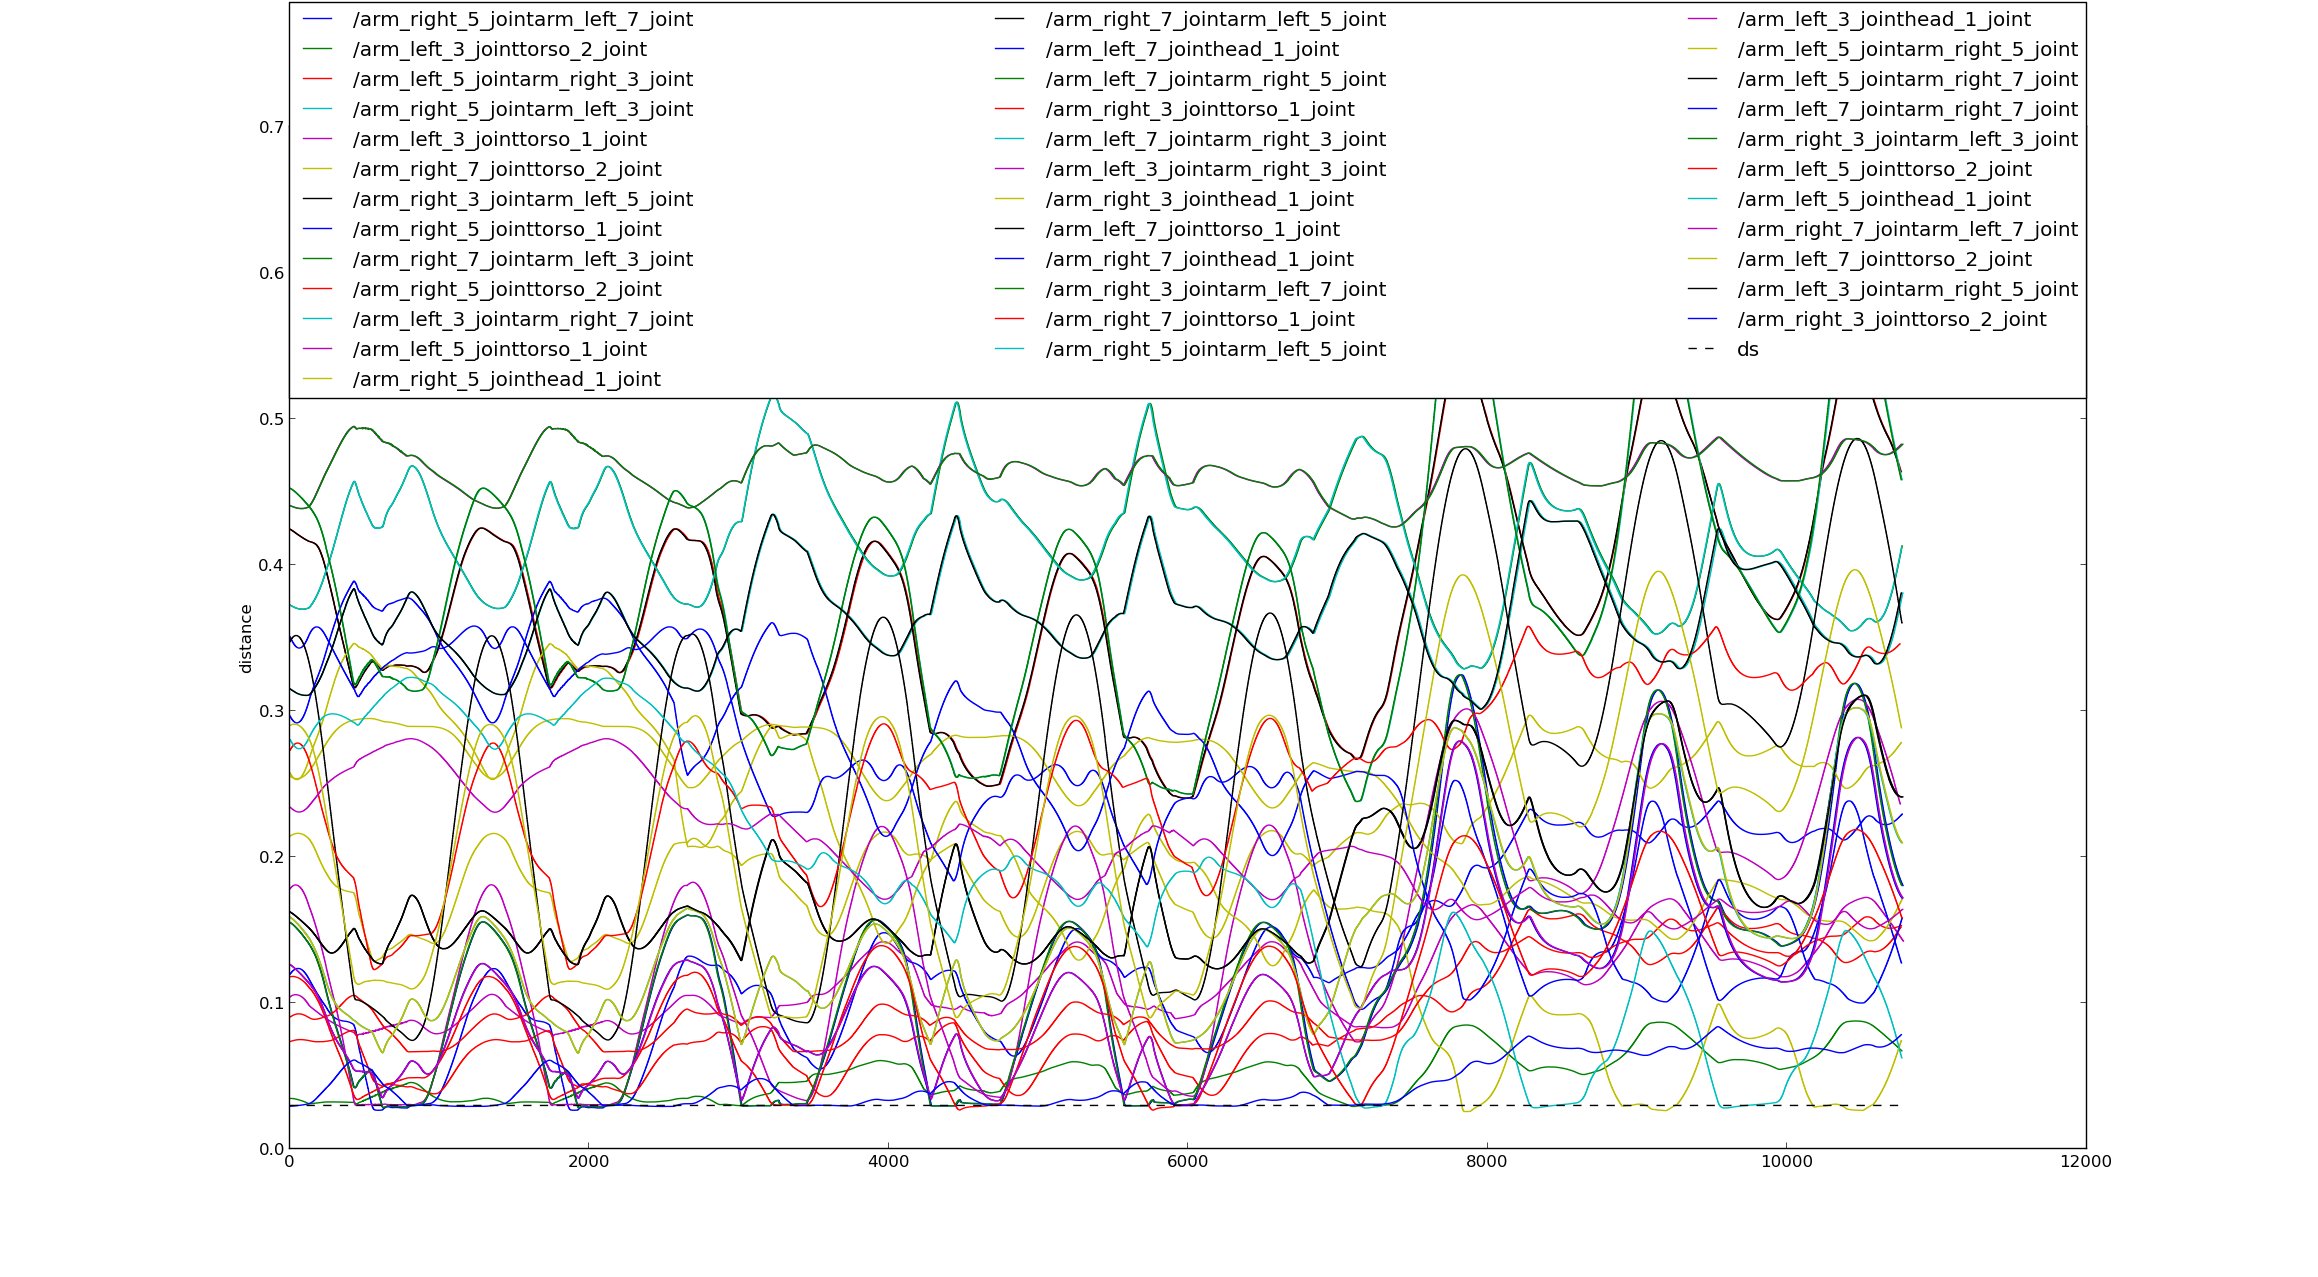 /arm_right_5_jointarm_left_7_joint
/arm_left_3_jointtorso_2_joint
/arm_left_5_jointarm_right_3_joint
/arm_right_5_jointarm_left_3_joint
/arm_left_3_jointtorso_1_joint
/arm_right_7_jointtorso_2_joint
/arm_right_3_jointarm_left_5_joint
/arm_right_5_jointtorso_1_joint
/arm_right_7_jointarm_left_3_joint
/arm_right_5_jointtorso_2_joint
/arm_left_3_jointarm_right_7_joint
/arm_left_5_jointtorso_1_joint
/arm_right_5_jointhead_1_joint
/arm_right_7_jointarm_left_5_joint
/arm_left_7_jointhead_1_joint
/arm_left_7_jointarm_right_5_joint
/arm_right_3_jointtorso_1_joint
/arm_left_7_jointarm_right_3_joint
/arm_left_3_jointarm_right_3_joint
/arm_right_3_jointhead_1_joint
/arm_left_7_jointtorso_1_joint
/arm_right_7_jointhead_1_joint
/arm_right_3_jointarm_left_7_joint
/arm_right_7_jointtorso_1_joint
/arm_right_5_jointarm_left_5_joint
/arm_left_3_jointhead_1_joint
/arm_left_5_jointarm_right_5_joint
/arm_left_5_jointarm_right_7_joint
/arm_left_7_jointarm_right_7_joint
/arm_right_3_jointarm_left_3_joint
/arm_left_5_jointtorso_2_joint
/arm_left_5_jointhead_1_joint
/arm_right_7_jointarm_left_7_joint
/arm_left_7_jointtorso_2_joint
/arm_left_3_jointarm_right_5_joint
/arm_right_3_jointtorso_2_joint
ds
0.7
0.6
0.5
0.4
0.3
0.2
0.1
0.0
distance
0 2000 4000 6000 8000 10000 12000